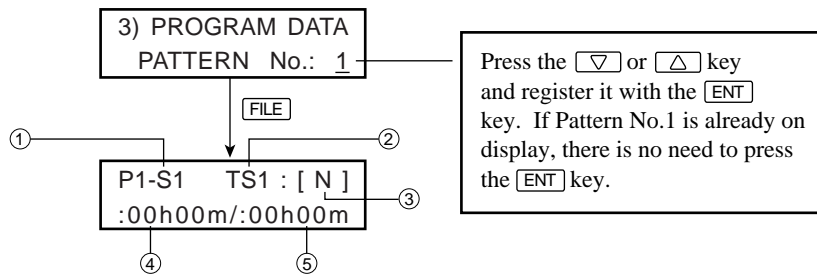 3) PROGRAM DATA
PATTERN No.: 1
FILE
① ②
P1-S1 TS1 : [ N ]
③
:00h00m/:00h00m
④ ⑤
Press the ▽ or △ key
and register it with the ENT
key. If Pattern No.1 is already on
display, there is no need to press
the ENT key.